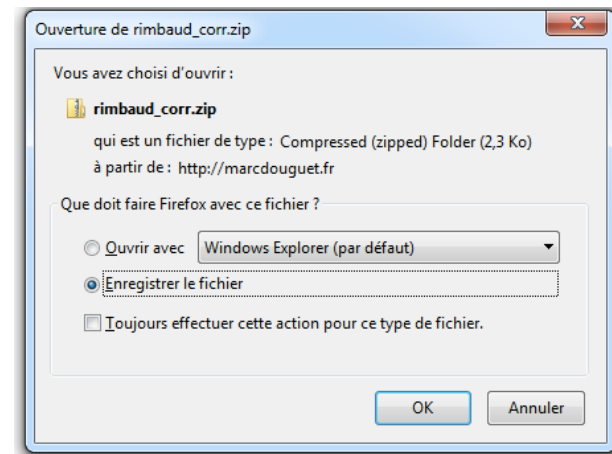 Ouverture de rimbaud_corr.zip
Vous avez choisi d'ouvrir :
rimbaud_corr.zip
qui est un fichier de type : Compressed (zipped) Folder (2,3 Ko)
à partir de : http://marcdouguet.fr
Que doit faire Firefox avec ce fichier ?
Ouvrir avec Windows Explorer (par défaut)
Enregistrer le fichier
Toujours effectuer cette action pour ce type de fichier.
OK Annuler